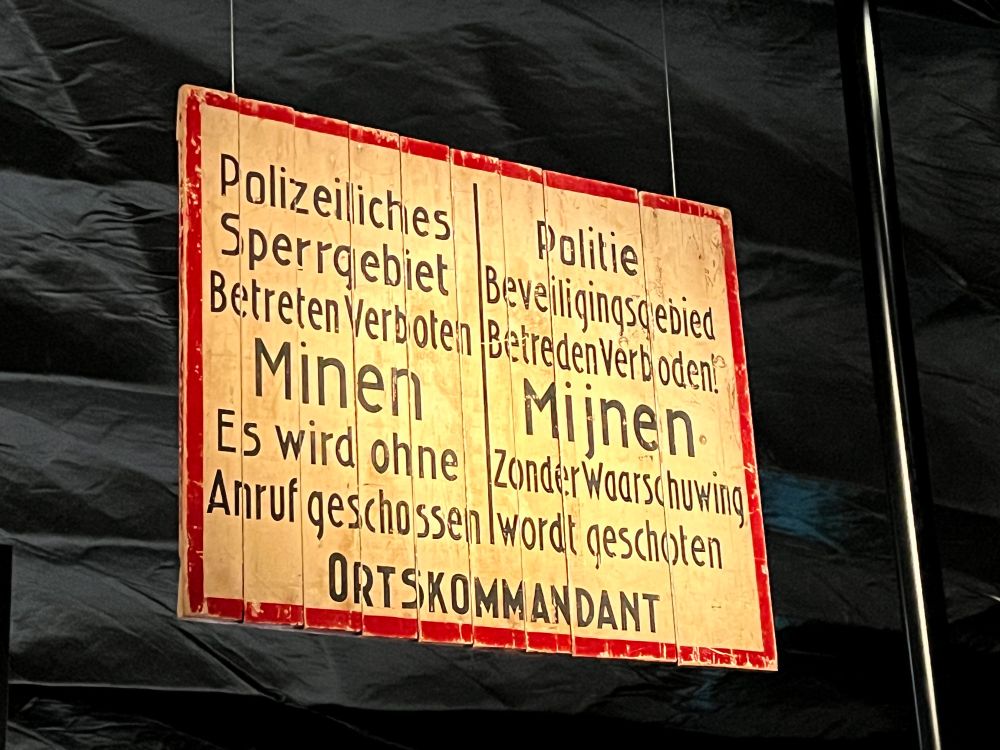 Polizeiliches
Sperrgebiet
Betreten Verboten
Minen
Es wird ohne
Anruf geschossen
Politie
Beveiligingsgebied
Betreden Verboden!
Mijnen
Zonder Waarschuwing
wordt geschoten
ORTSKOMMANDANT